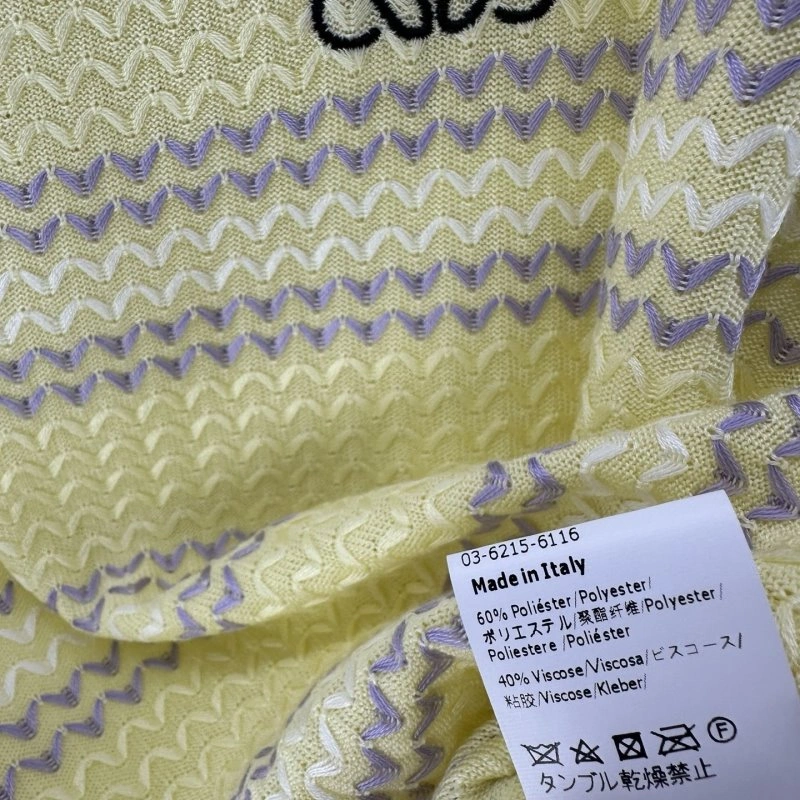 03-6215-6116
Made in Italy
60% Poliéster/Polyester/
ポリエステル/聚酯纤维/Polyester/
Poliestere /Poliéster
40% Viscose/Viscosa/ビスコース/
粘胶/Viscose/Kleber/
F
タンブル乾燥禁止